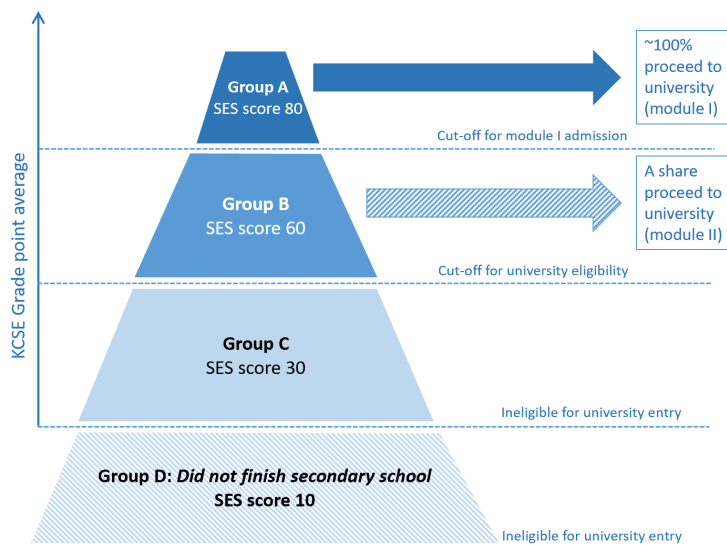 KCSE Grade point average
Group A
SES score 80
~100%
proceed to
university
(module I)
Cut-off for module I admission
Group B
SES score 60
A share
proceed to
university
(module II)
Cut-off for university eligibility
Group C
SES score 30
Ineligible for university entry
Group D: Did not finish secondary school
SES score 10
Ineligible for university entry